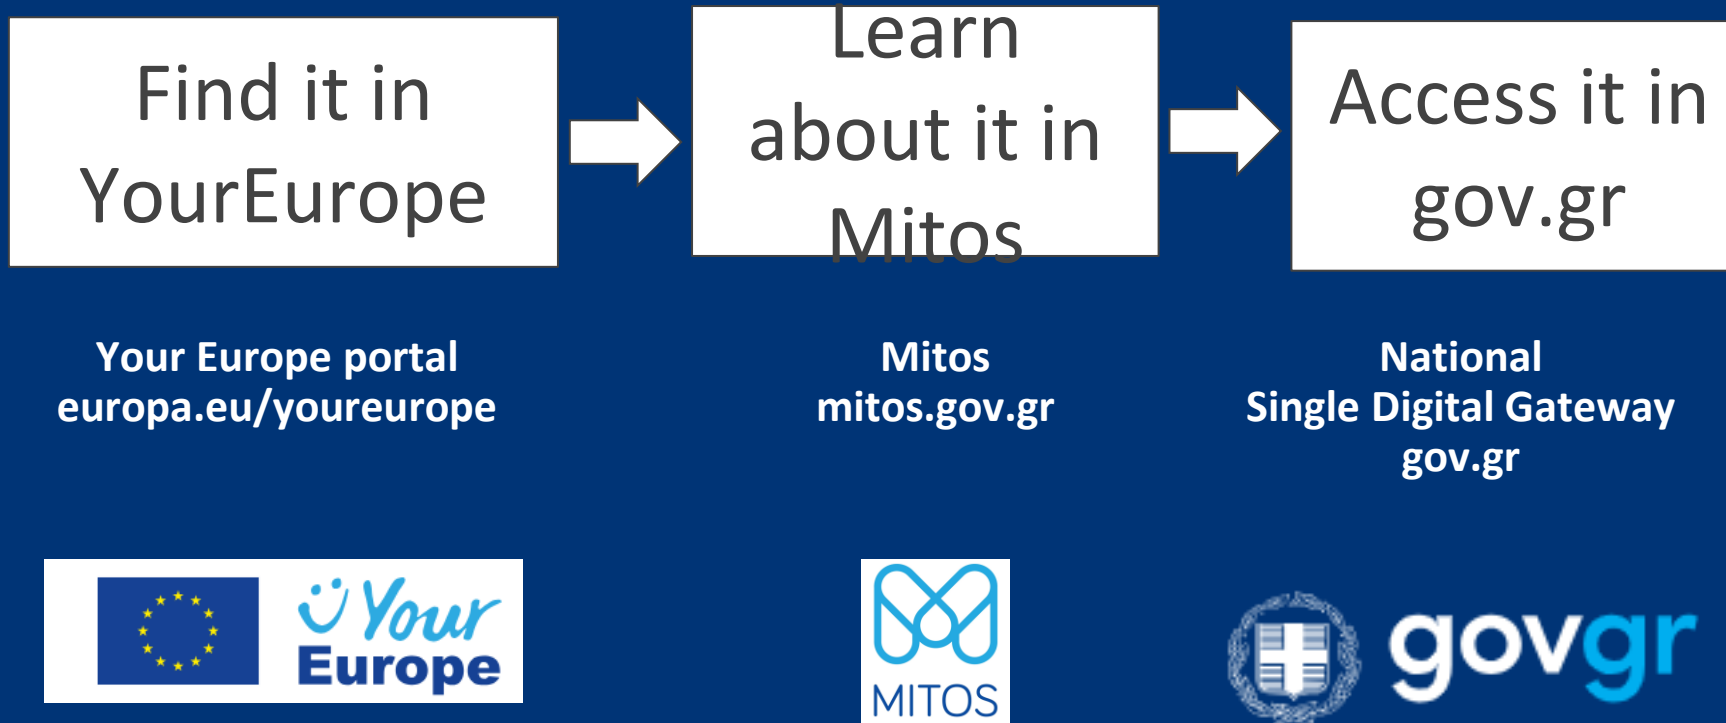 Find it in
YourEurope
Learn
about it in
Mitos
Access it in
gov.gr
Your Europe portal
europa.eu/youreurope
Mitos
mitos.gov.gr
National
Single Digital Gateway
gov.gr
Your
Europe
MITOS
govgr